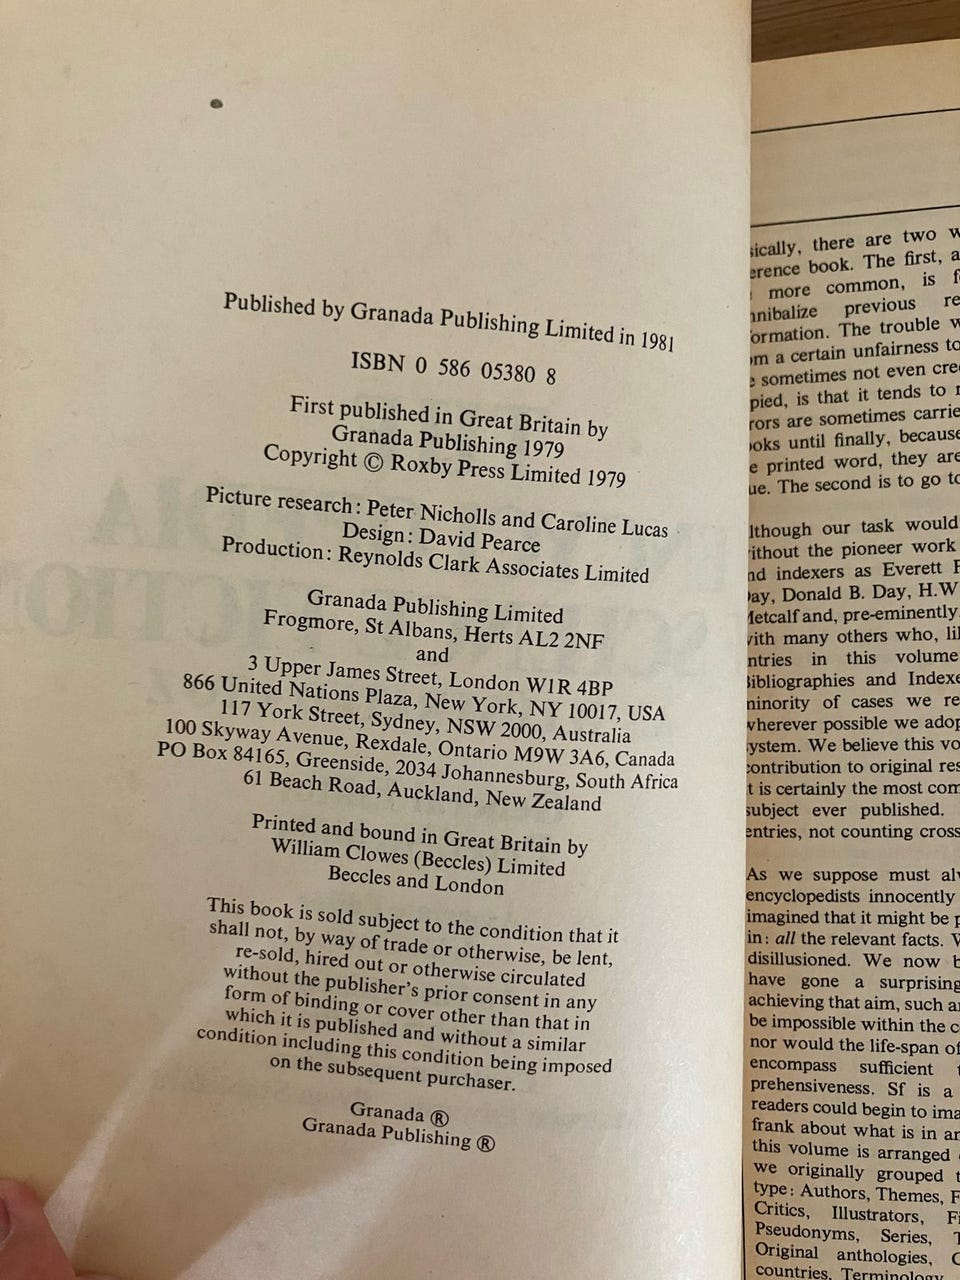 Published by Granada Publishing Limited in 1981
ISBN 0 586 05380 8
First published in Great Britain by
Granada Publishing 1979
Copyright © Roxby Press Limited 1979
Picture research: Peter Nicholls and Caroline Lucas
Design: David Pearce
Production: Reynolds Clark Associates Limited
Granada Publishing Limited
Frogmore, St Albans, Herts AL2 2NF
and
3 Upper James Street, London W1R 4BP
866 United Nations Plaza, New York, NY 10017, USA
117 York Street, Sydney, NSW 2000, Australia
100 Skyway Avenue, Rexdale, Ontario M9W 3A6, Canada
PO Box 84165, Greenside, 2034 Johannesburg, South Africa
61 Beach Road, Auckland, New Zealand
Printed and bound in Great Britain by
William Clowes (Beccles) Limited
Beccles and London
This book is sold subject to the condition that it
shall not, by way of trade or otherwise, be lent,
re-sold, hired out or otherwise circulated
without the publisher's prior consent in any
form of binding or cover other than that in
which it is published and without a similar
condition including this condition being imposed
on the subsequent purchaser.
Granada ®
Granada Publishing ®
sically, there are two w
erence book. The first, a
more common, is f
nnibalize previous re
formation. The trouble w
om a certain unfairness to
e sometimes not even cre
pied, is that it tends to r
rors are sometimes carrie
ooks until finally, because
e printed word, they are
ue. The second is to go to
lthough our task would
ithout the pioneer work
nd indexers as Everett F
Day, Donald B. Day, H.W
Metcalf and, pre-eminently,
with many others who, lil
ntries in this volume
Bibliographies and Indexe
minority of cases we re
wherever possible we adop
ystem. We believe this vo
contribution to original res
t is certainly the most com
subject ever published.
entries, not counting cross
As we suppose must alw
encyclopedists innocently
imagined that it might be p
in: all the relevant facts. W
disillusioned. We now b
have gone a surprising
achieving that aim, such a
be impossible within the c
nor would the life-span of
encompass sufficient t
prehensiveness. Sf is a
readers could begin to ima
frank about what is in an
this volume is arranged
we originally grouped t
type: Authors, Themes, F
Critics, Illustrators, Fi
Pseudonyms, Series, T
Original anthologies, C
countries, Terminology